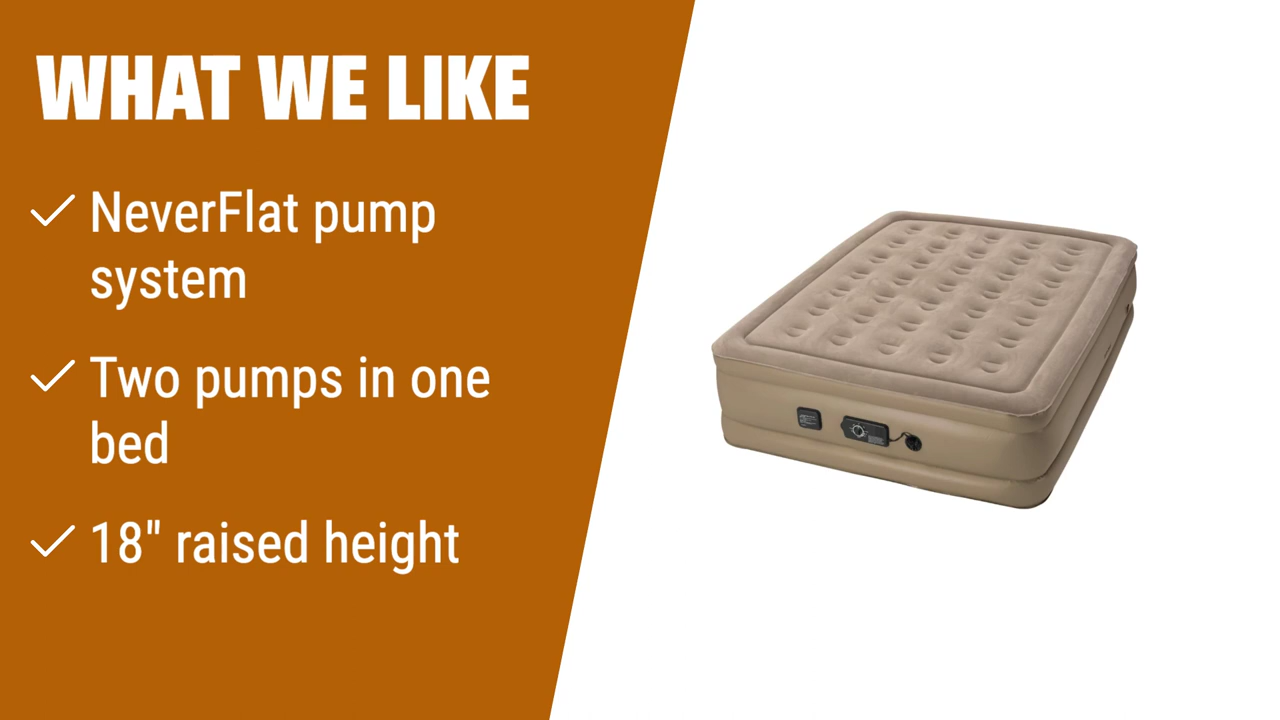 WHAT WE LIKE
NeverFlat pump
system
Two pumps in one
bed
18" raised height